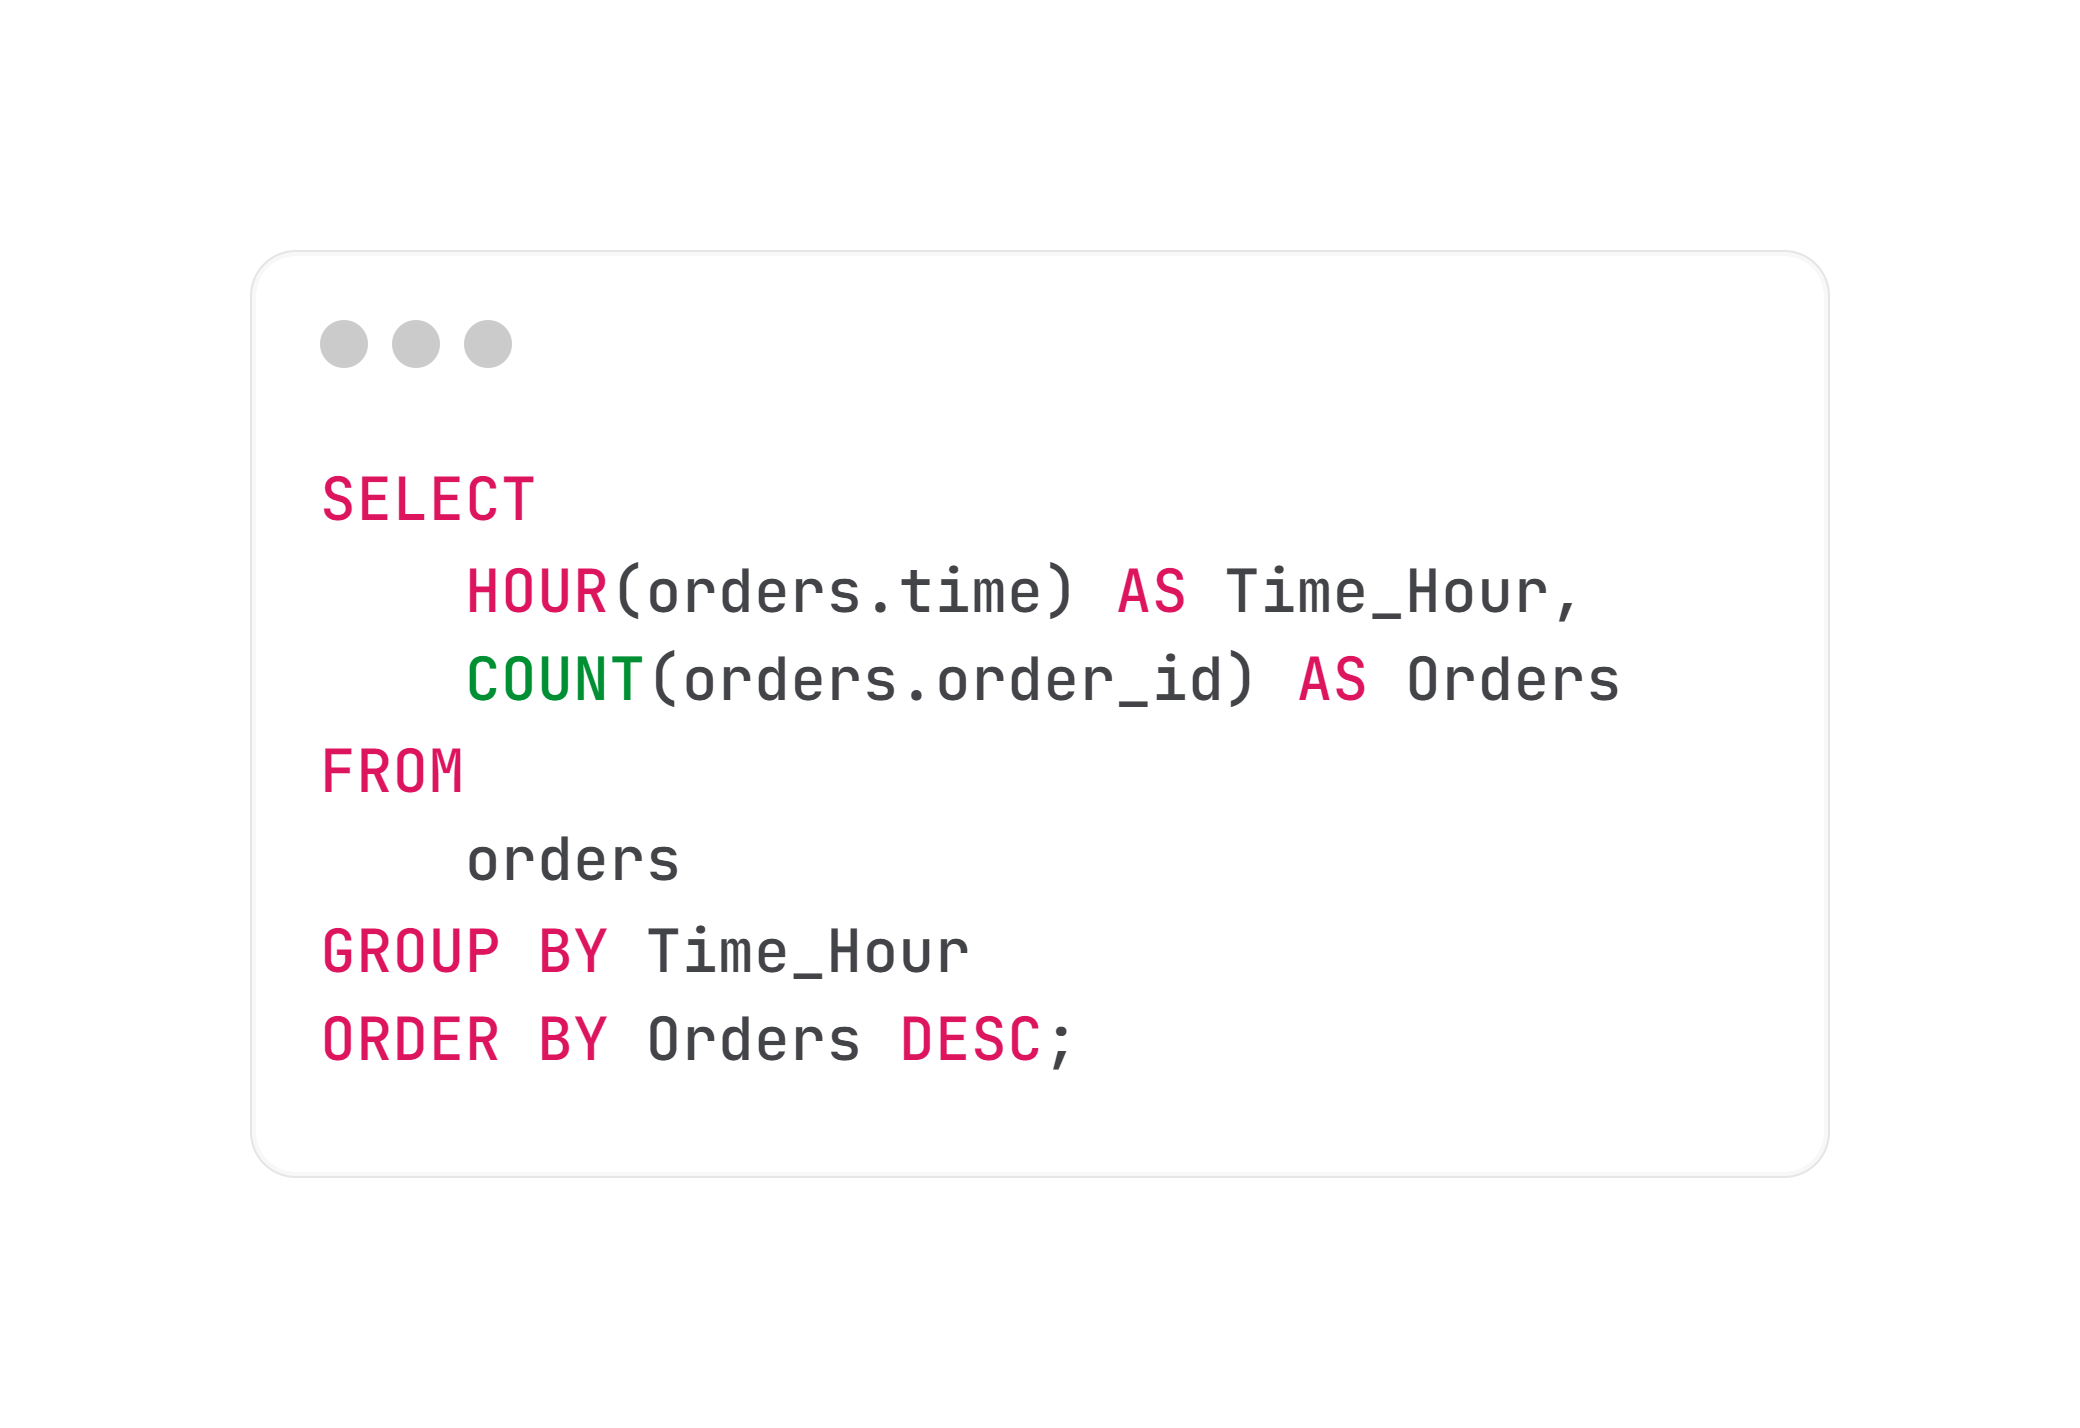 SELECT
    HOUR(orders.time) AS Time_Hour,
    COUNT(orders.order_id) AS Orders
FROM
    orders
GROUP BY Time_Hour
ORDER BY Orders DESC;